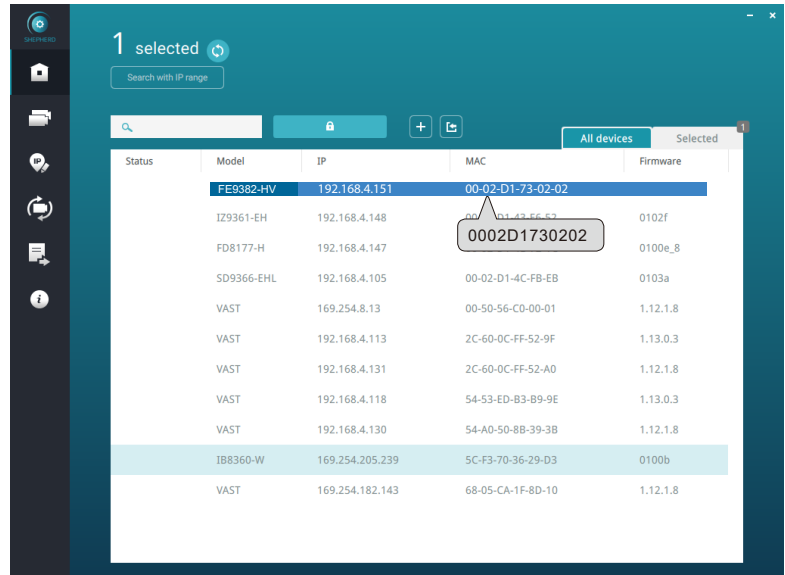 SHEPHERD
1 selected
Search with IP range
All devices Selected 1
Status Model IP MAC Firmware
FE9382-HV 192.168.4.151 00-02-D1-73-02-02
IZ9361-EH 192.168.4.148 0102f
0002D1730202
FD8177-H 192.168.4.147 0100e_8
SD9366-EHL 192.168.4.105 00-02-D1-4C-FB-EB 0103a
VAST 169.254.8.13 00-50-56-C0-00-01 1.12.1.8
VAST 192.168.4.113 2C-60-0C-FF-52-9F 1.13.0.3
VAST 192.168.4.131 2C-60-0C-FF-52-A0 1.12.1.8
VAST 192.168.4.118 54-53-ED-B3-B9-9E 1.13.0.3
VAST 192.168.4.130 54-A0-50-8B-39-3B 1.12.1.8
IB8360-W 169.254.205.239 5C-F3-70-36-29-D3 0100b
VAST 169.254.182.143 68-05-CA-1F-8D-10 1.12.1.8
IP